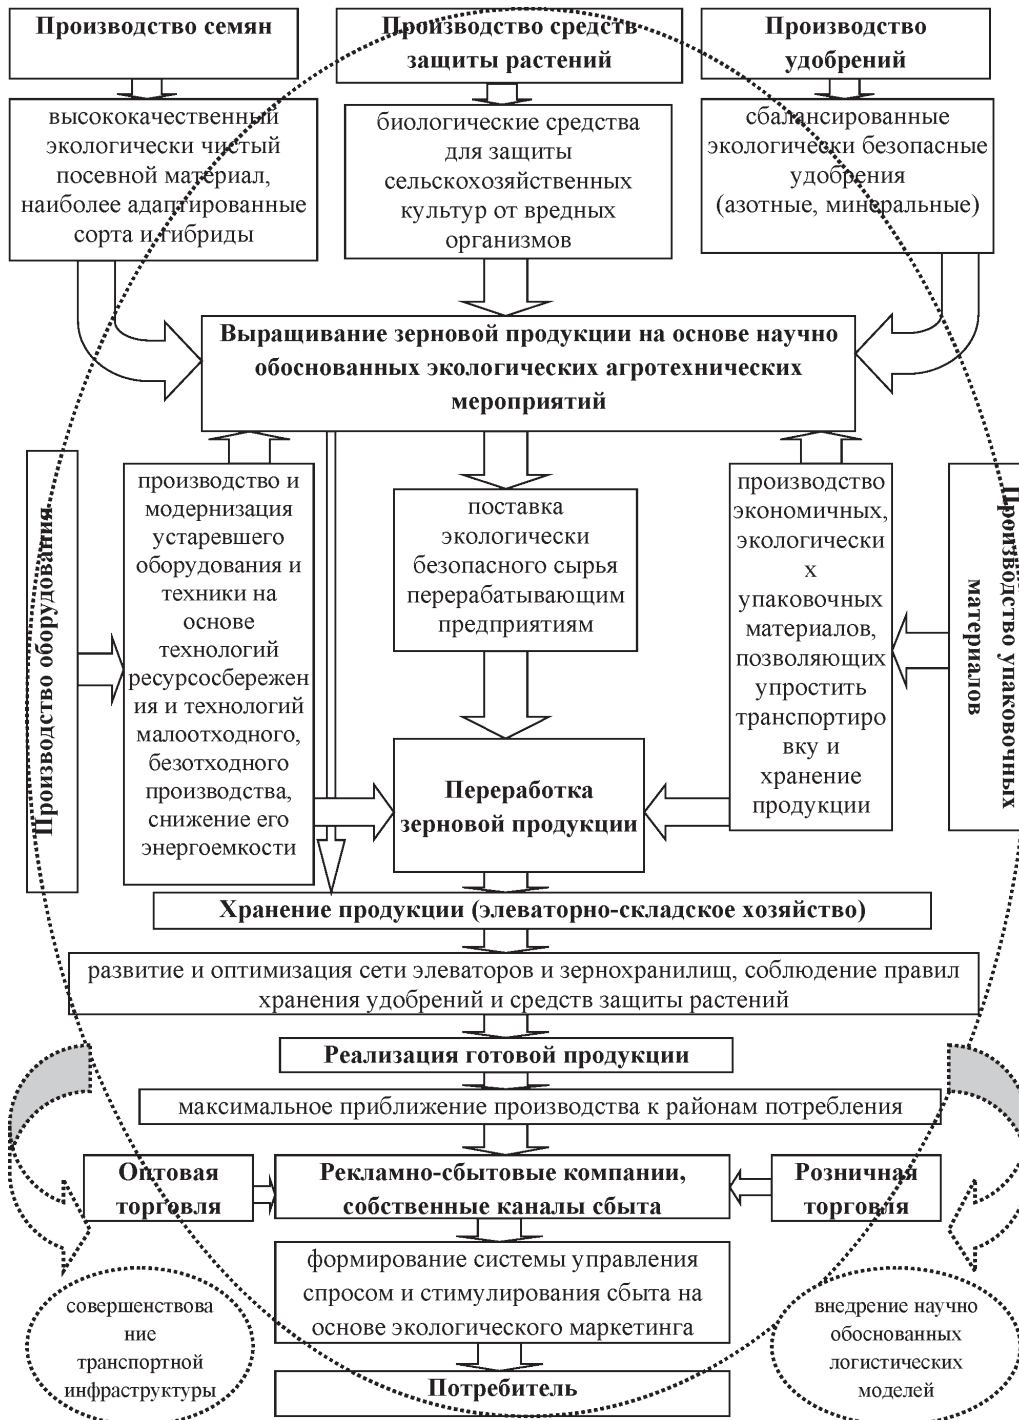 Производство семян
Производство средств
защиты растений
Производство
удобрений
высококачественный
экологически чистый
посевной материал,
наиболее адаптированные
сорта и гибриды
биологические средства
для защиты
сельскохозяйственных
культур от вредных
организмов
сбалансированные
экологически безопасные
удобрения
(азотные, минеральные)
Выращивание зерновой продукции на основе научно
обоснованных экологических агротехнических
мероприятий
Производство оборудования
производство и
модернизация
устаревшего
оборудования и
техники на
основе
технологий
ресурсосбережен
ия и технологий
малоотходного,
безотходного
производства,
снижение его
энергоемкости
поставка
экологически
безопасного сырья
перерабатывающим
предприятиям
производство
экономичных,
экологически
х
упаковочных
материалов,
позволяющих
упростить
транспортиро
вку и
хранение
продукции
Производство упаковочных
материалов
Переработка
зерновой продукции
Хранение продукции (элеваторно-складское хозяйство)
развитие и оптимизация сети элеваторов и зернохранилищ, соблюдение правил
хранения удобрений и средств защиты растений
Реализация готовой продукции
максимальное приближение производства к районам потребления
Оптовая
торговля
Рекламно-сбытовые компании,
собственные каналы сбыта
Розничная
торговля
формирование системы управления
спросом и стимулирования сбыта на
основе экологического маркетинга
совершенствова
ние
транспортной
инфраструктуры
внедрение научно
обоснованных
логистических
моделей
Потребитель